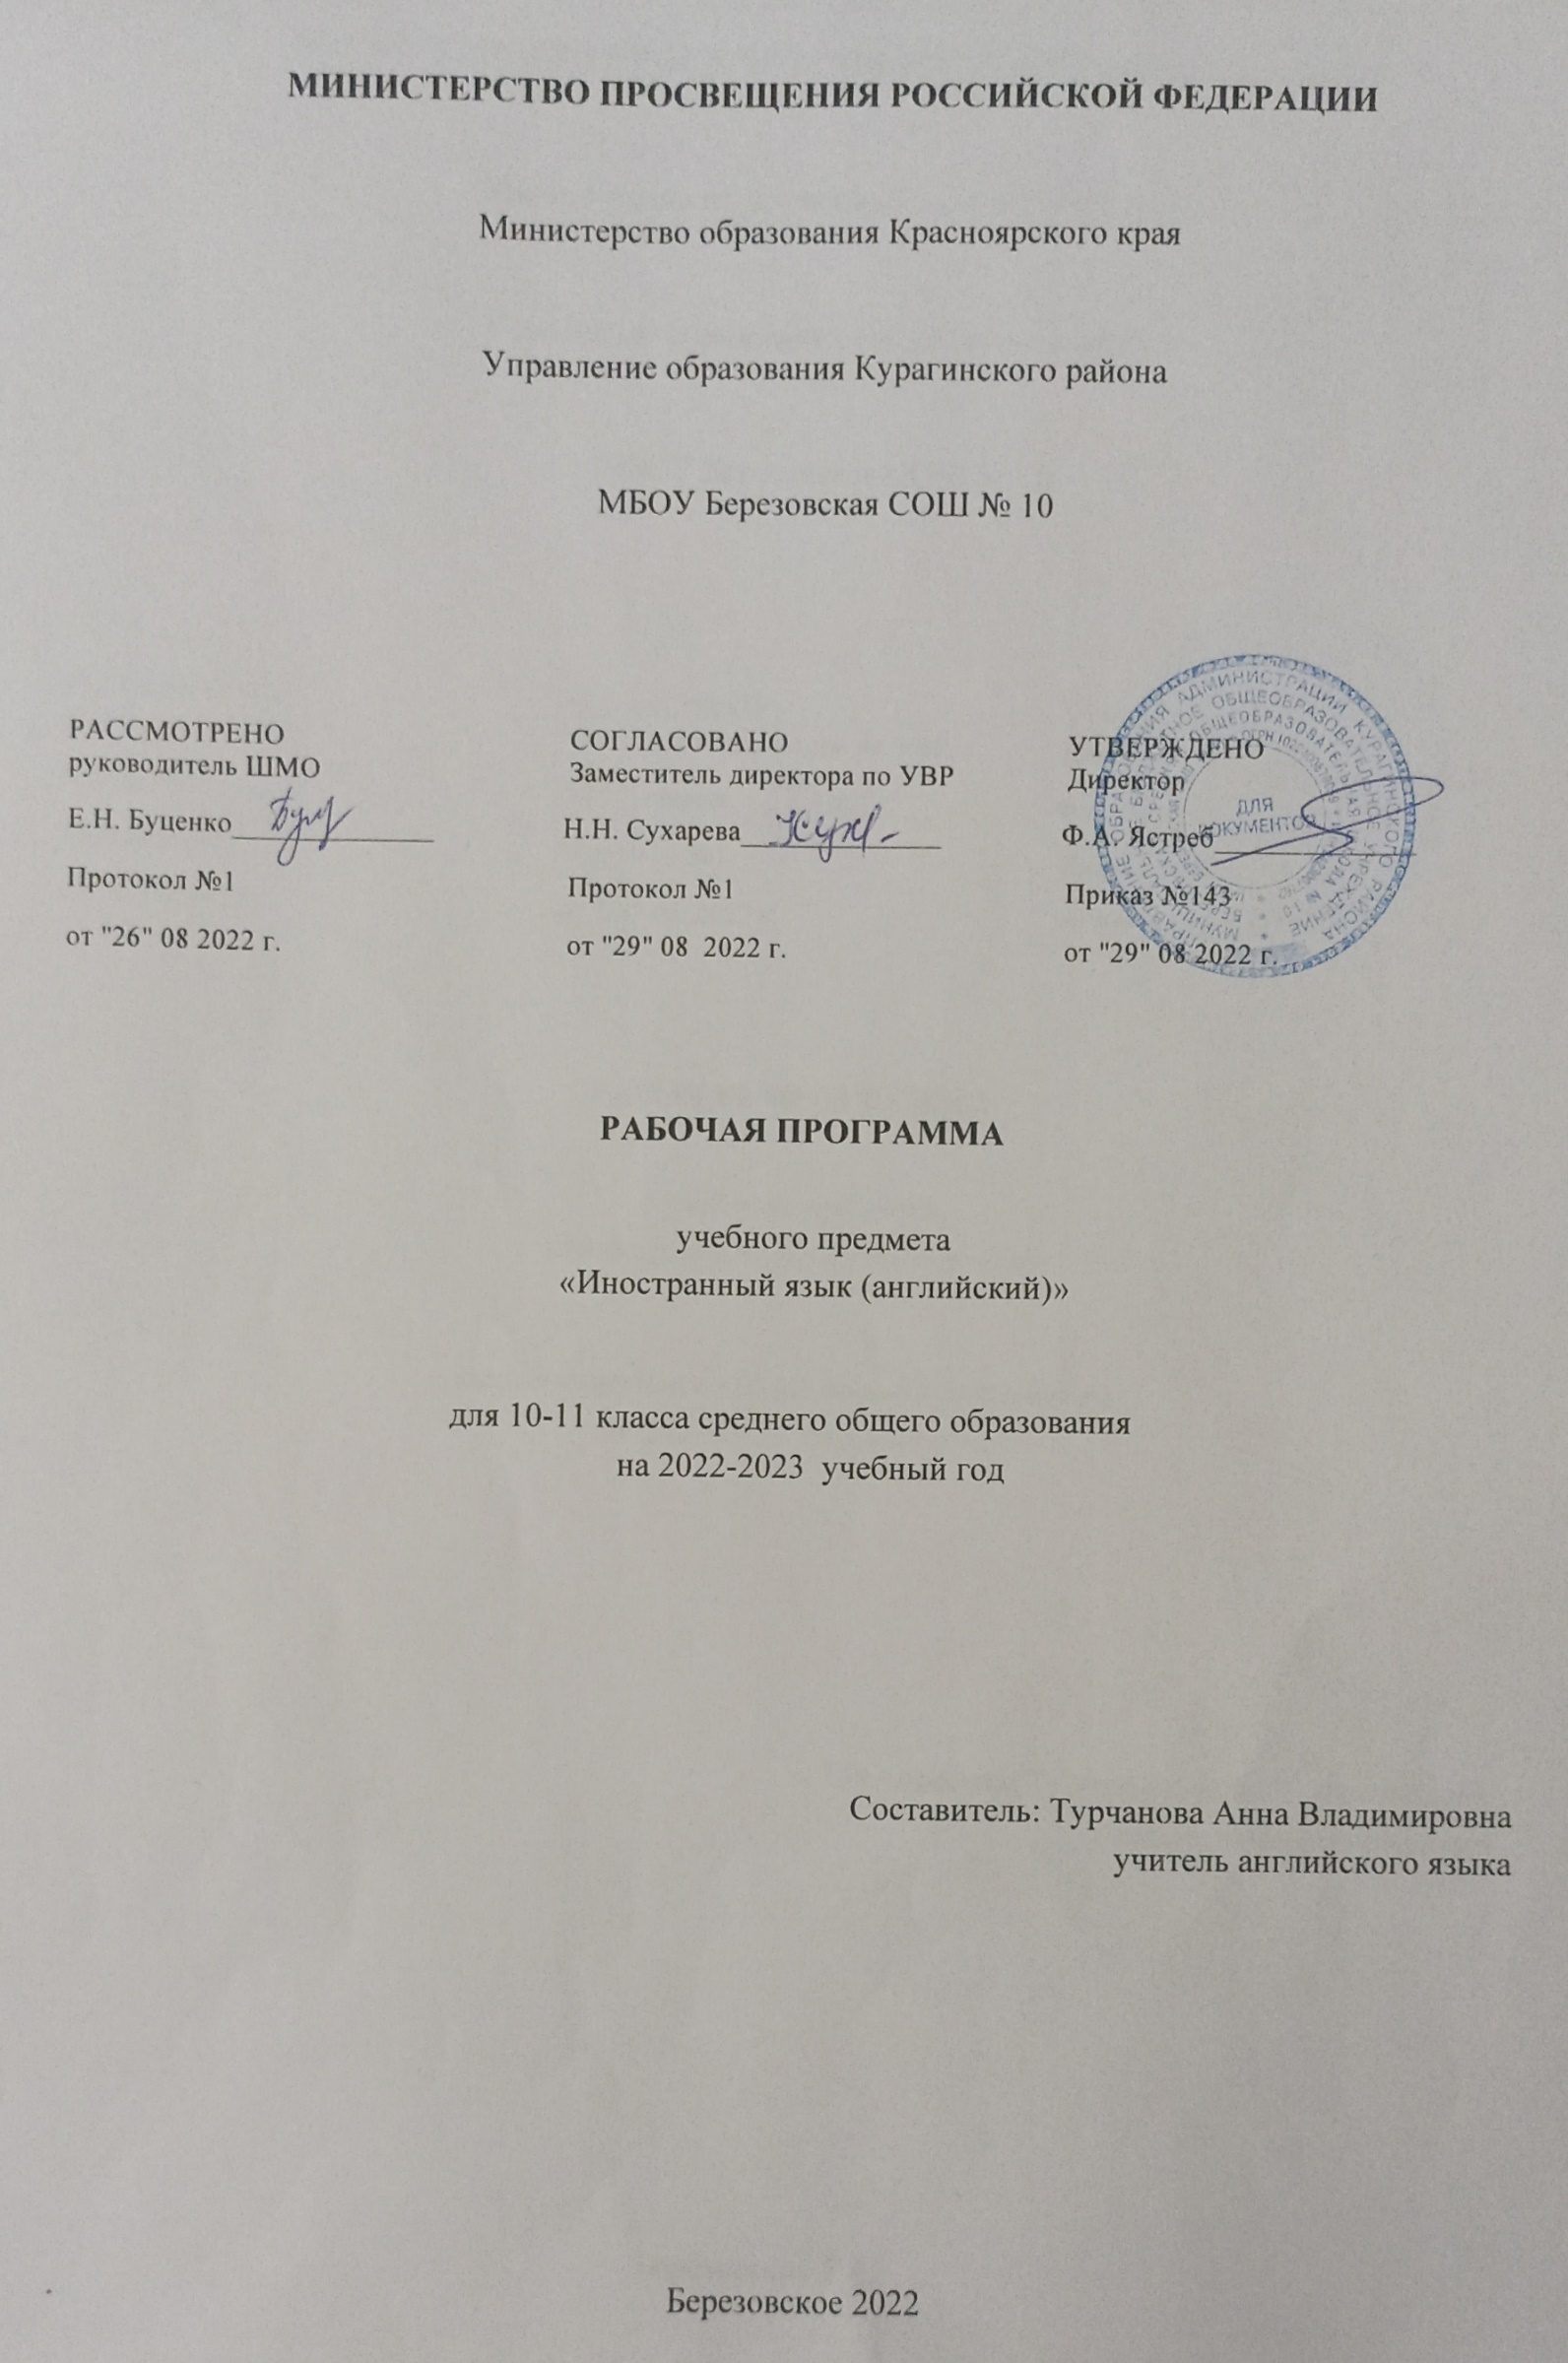 МИНИСТЕРСТВО ПРОСВЕЩЕНИЯ РОССИЙСКОЙ ФЕДЕРАЦИИ
Министерство образования Красноярского края
Управление образования Курагинского района
МБОУ Березовская СОШ № 10
РАССМОТРЕНО
руководитель ШМО
Е.Н. Буценко
Протокол №1
от "26" 08 2022 г.
СОГЛАСОВАНО
Заместитель директора по УВР
Н.Н. Сухарева
Протокол №1
от "29" 08  2022 г.
УТВЕРЖДЕНО
Директор
Ф.А. Ястреб
Приказ №143
от "29" 08 2022 г.
ДЛЯ
ДОКУМЕНТОВ
РАБОЧАЯ ПРОГРАММА
учебного предмета
«Иностранный язык (английский)»
для 10-11 класса среднего общего образования
на 2022-2023  учебный год
Составитель: Турчанова Анна Владимировна
учитель английского языка
Березовское 2022